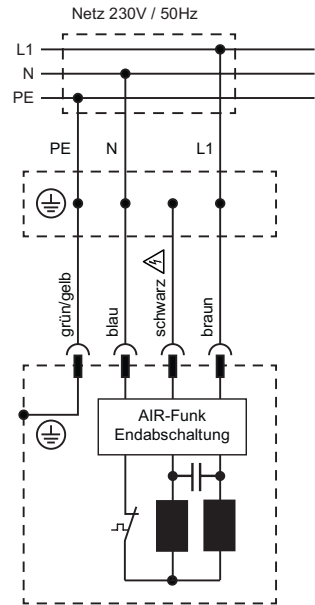 Netz 230V / 50Hz
L1
N
PE
PE
N
L1
grün/gelb
blau
schwarz
braun
AIR-Funk
Endabschaltung